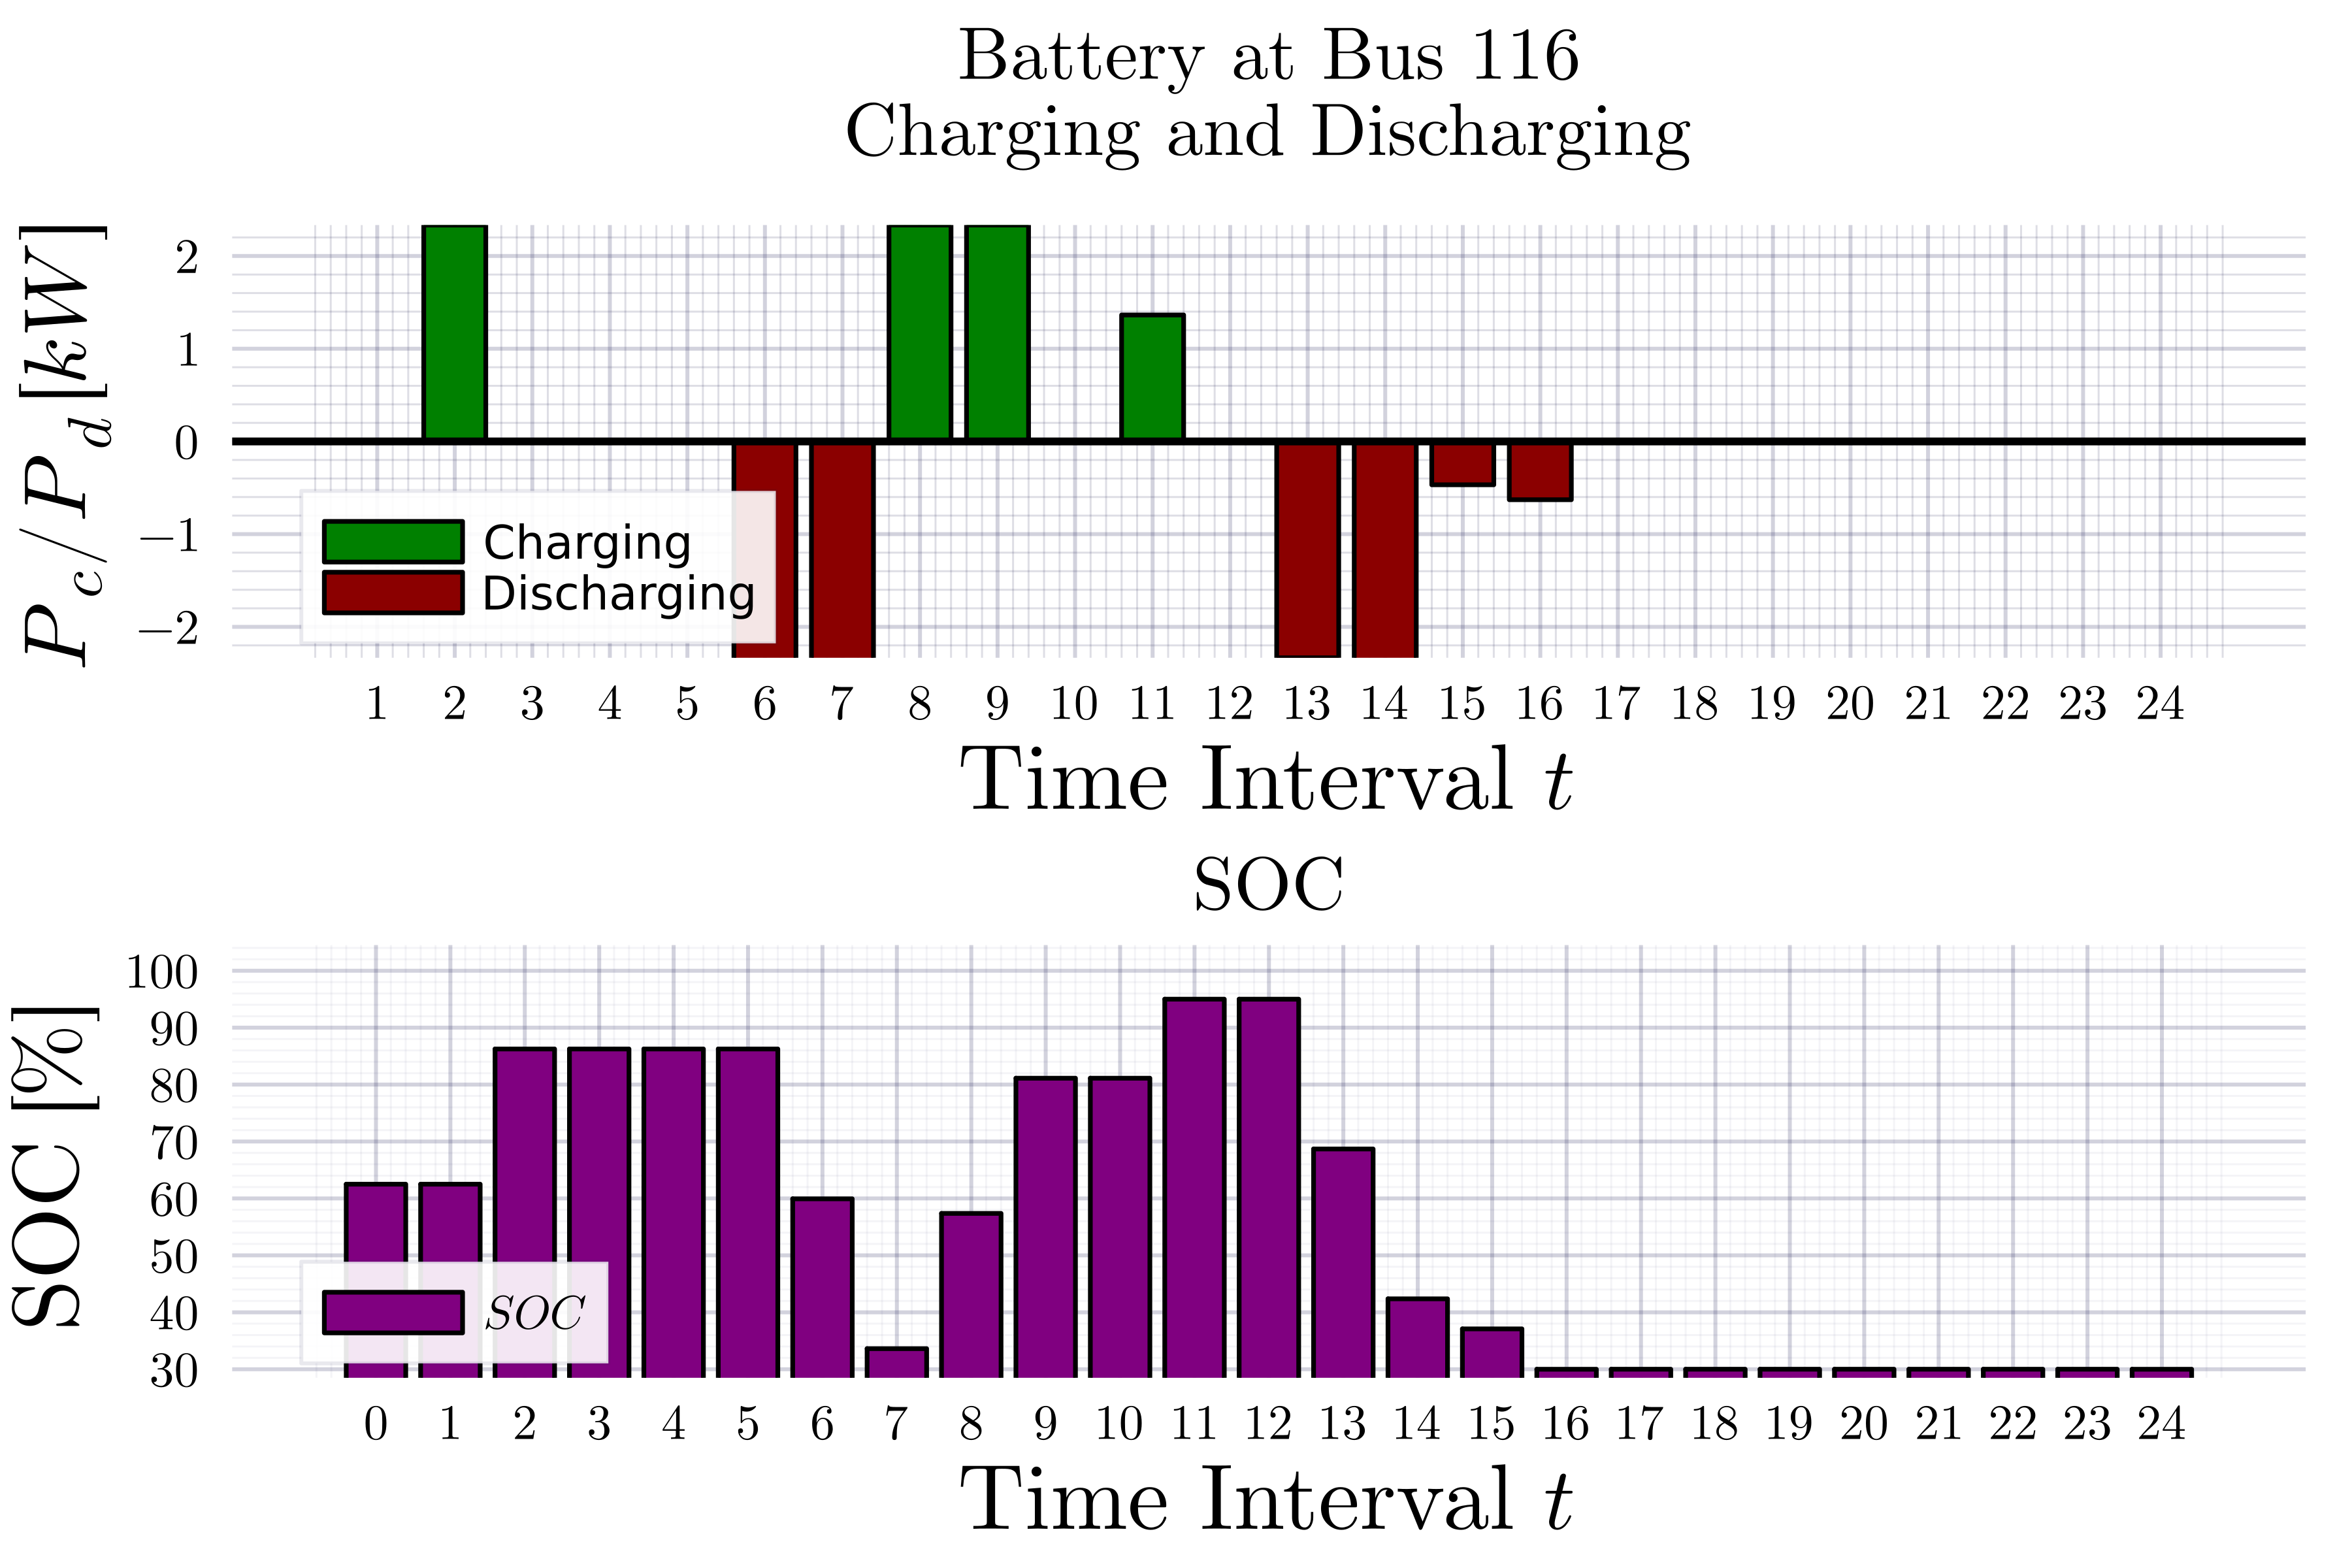 Battery at Bus 116
Charging and Discharging
P_c/P_d [kW]
2
1
0
−1
−2
Charging
Discharging
1 2 3 4 5 6 7 8 9 10 11 12 13 14 15 16 17 18 19 20 21 22 23 24
Time Interval t
SOC
SOC [%]
100
90
80
70
60
50
40
30
SOC
0 1 2 3 4 5 6 7 8 9 10 11 12 13 14 15 16 17 18 19 20 21 22 23 24
Time Interval t